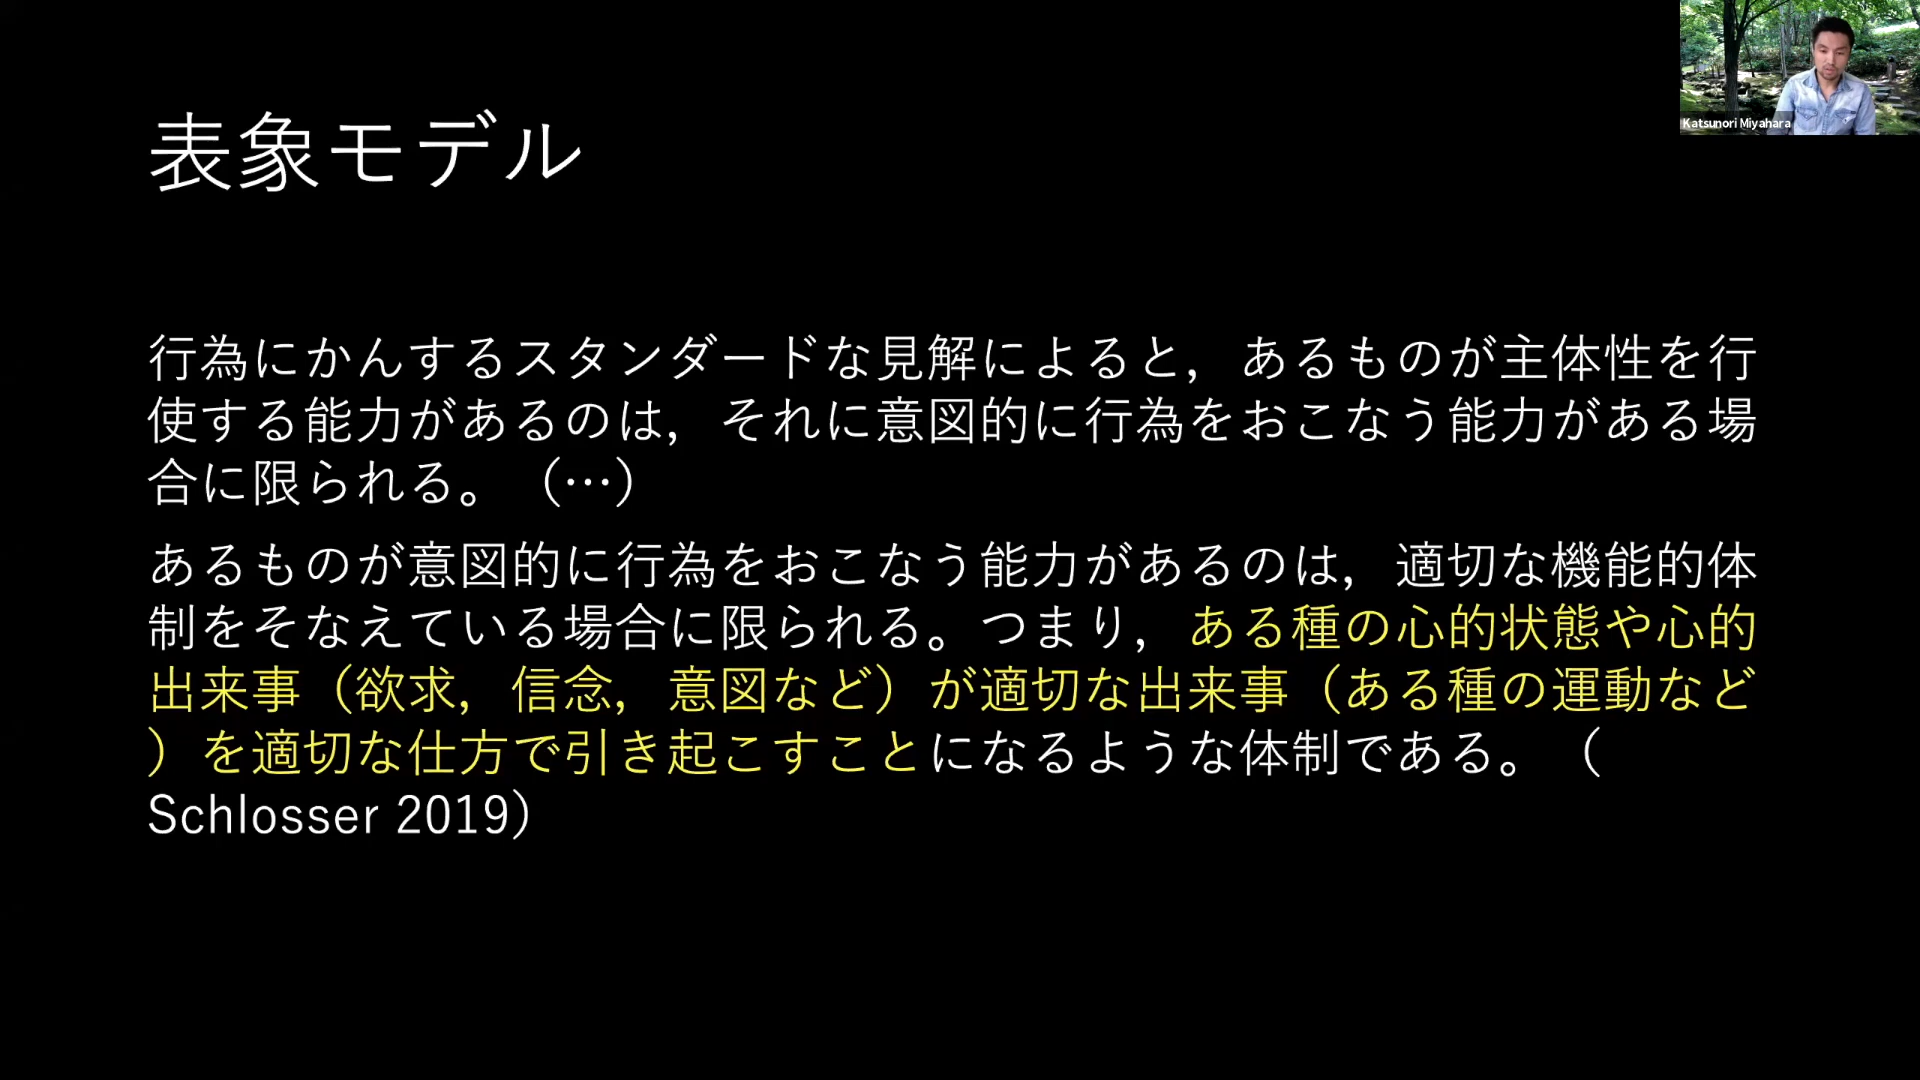 Katsunori Miyahara
表象モデル
行為にかんするスタンダードな見解によると，あるものが主体性を行
使する能力があるのは，それに意図的に行為をおこなう能力がある場
合に限られる。（…）
あるものが意図的に行為をおこなう能力があるのは，適切な機能的体
制をそなえている場合に限られる。つまり，ある種の心的状態や心的
出来事（欲求，信念，意図など）が適切な出来事（ある種の運動など
）を適切な仕方で引き起こすことになるような体制である。（
Schlosser 2019）